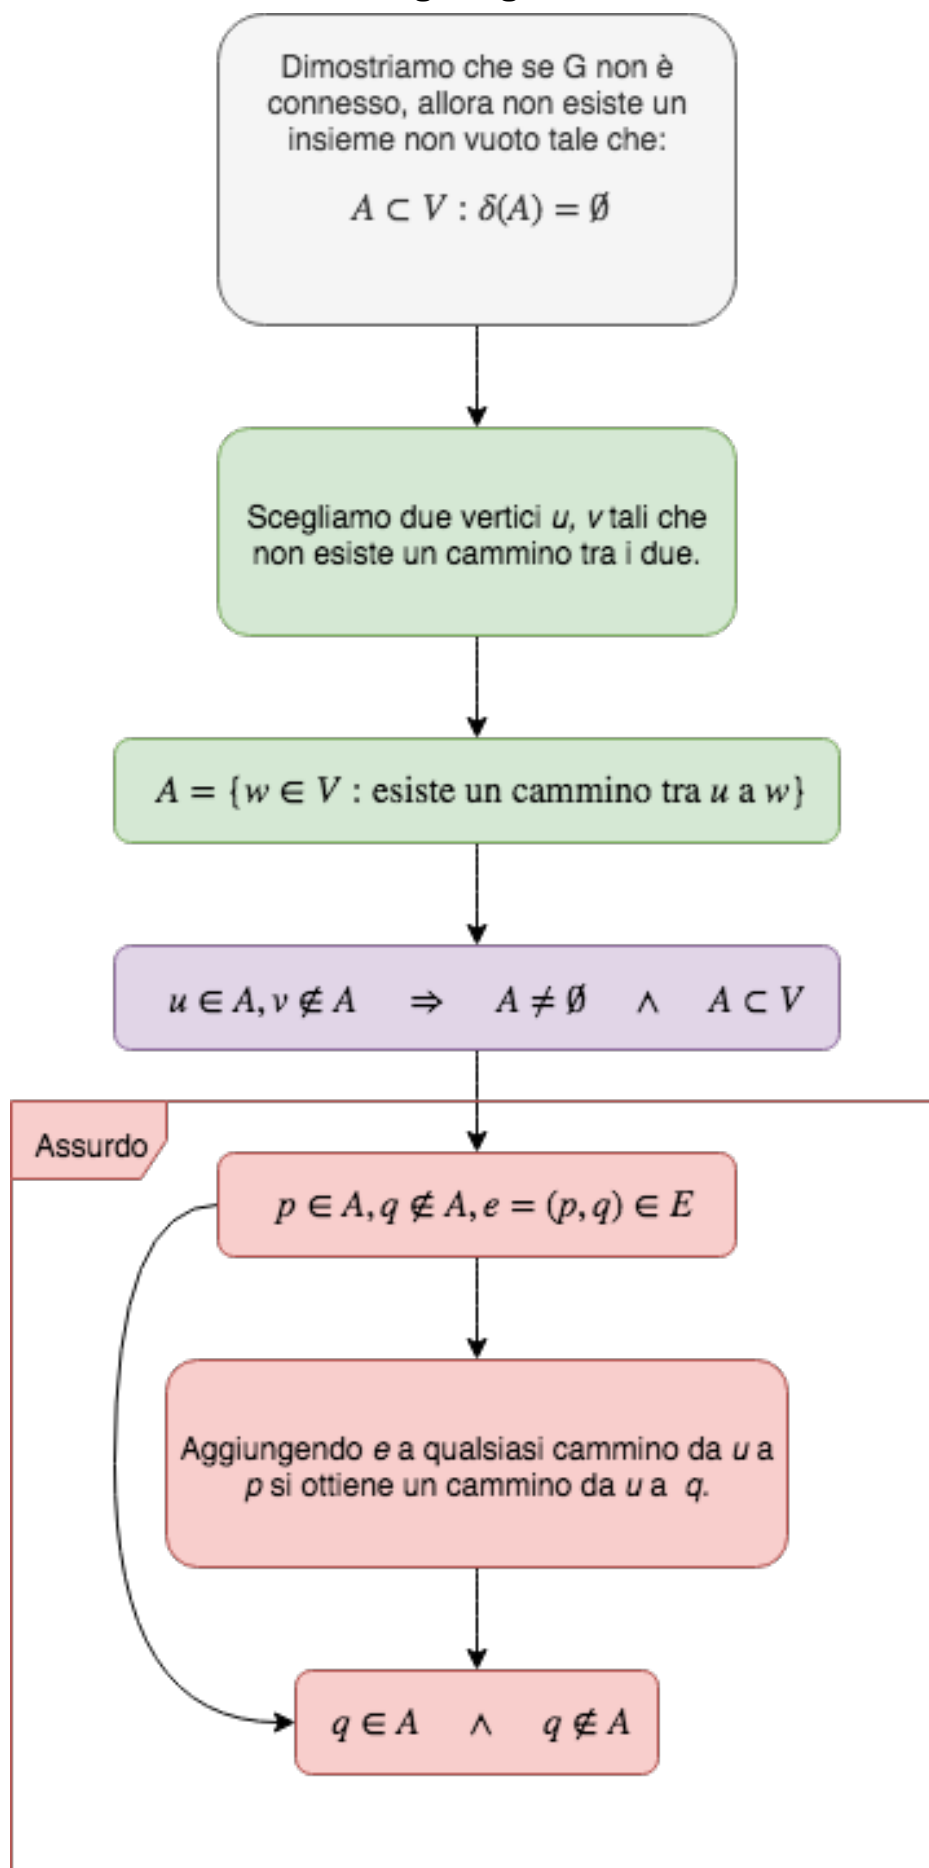 Dimostriamo che se G non è
connesso, allora non esiste un
insieme non vuoto tale che:
A ⊂ V : δ(A) = ∅
Scegliamo due vertici u, v tali che
non esiste un cammino tra i due.
A = {w ∈ V : esiste un cammino tra u a w}
u ∈ A, v ∉ A ⇒ A ≠ ∅ ∧ A ⊂ V
Assurdo
p ∈ A, q ∉ A, e = (p, q) ∈ E
Aggiungendo e a qualsiasi cammino da u a
p si ottiene un cammino da u a q.
q ∈ A ∧ q ∉ A